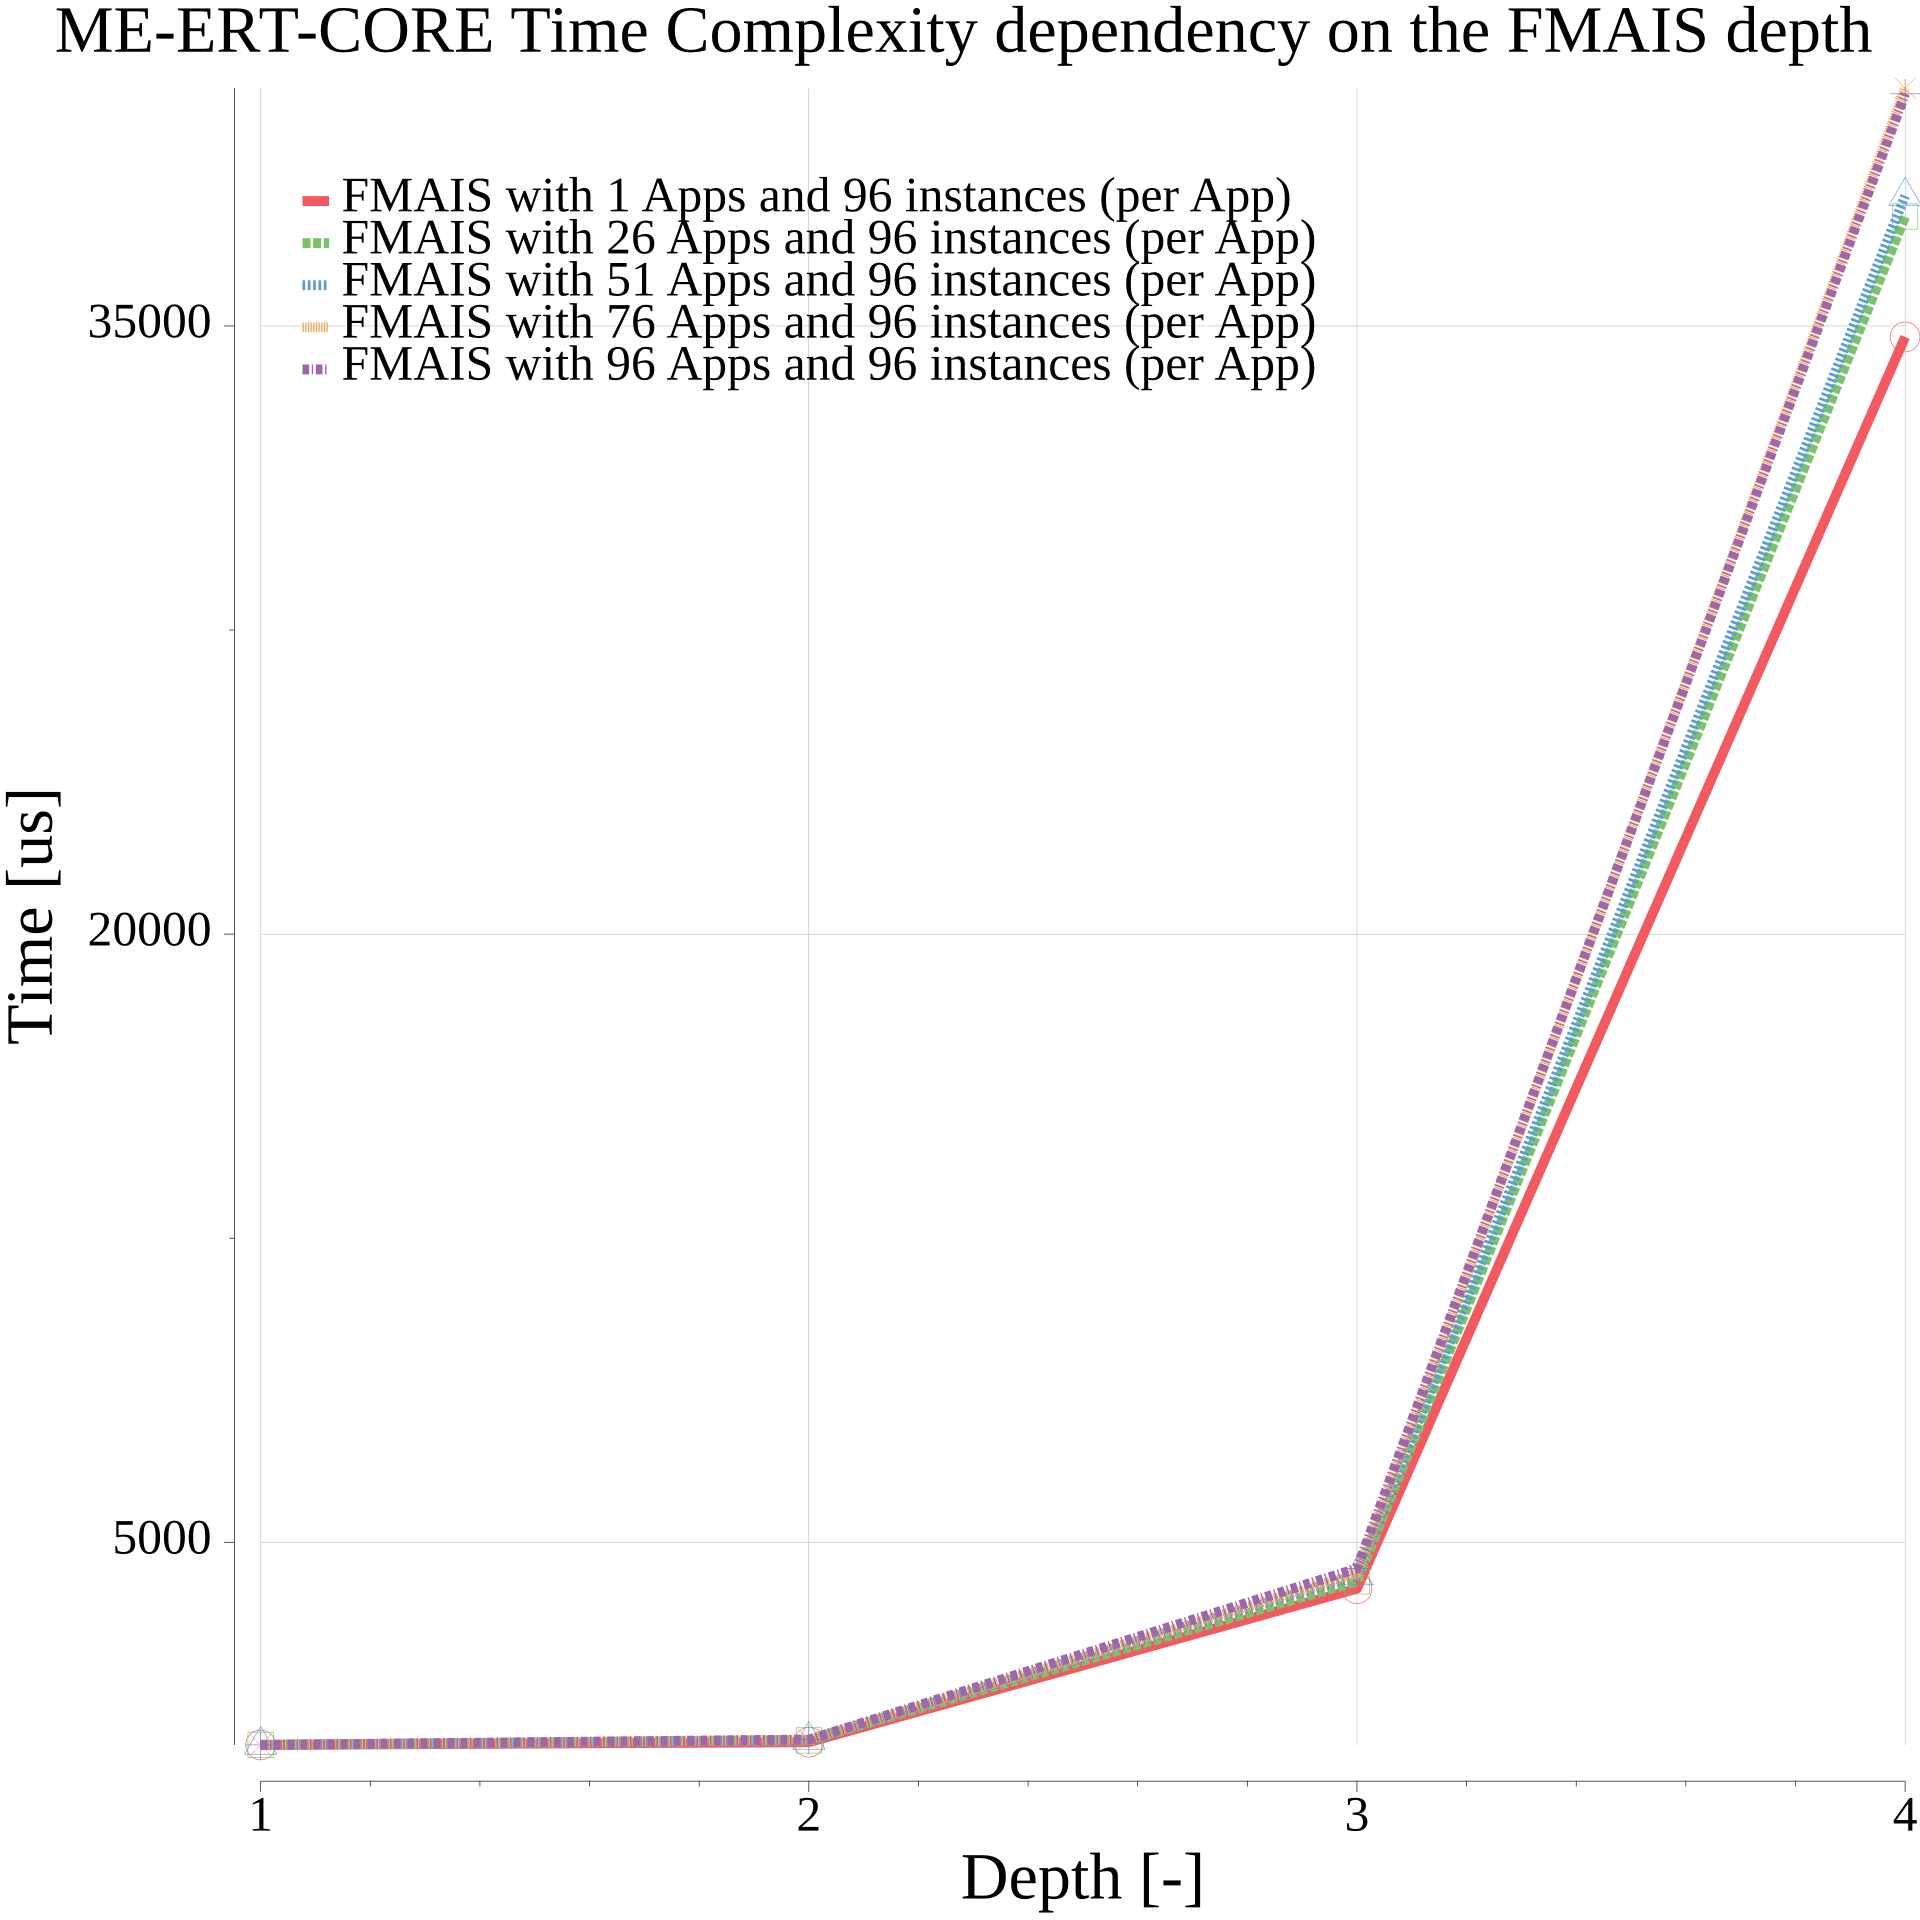 ME-ERT-CORE Time Complexity dependency on the FMAIS depth
FMAIS with 1 Apps and 96 instances (per App)
FMAIS with 26 Apps and 96 instances (per App)
FMAIS with 51 Apps and 96 instances (per App)
FMAIS with 76 Apps and 96 instances (per App)
FMAIS with 96 Apps and 96 instances (per App)
35000
20000
5000
Time [us]
1 2 3 4
Depth [-]